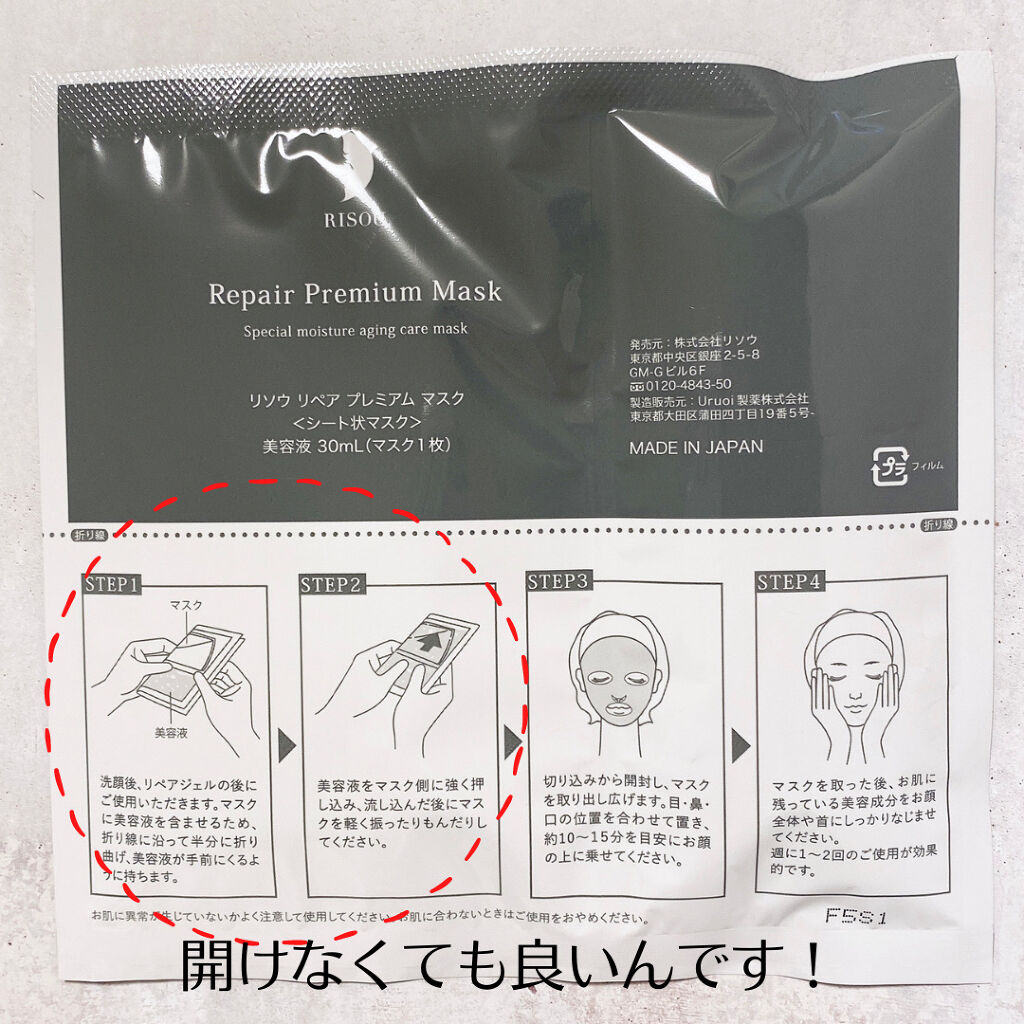 RISOU
Repair Premium Mask
Special moisture aging care mask
リソウ リペア プレミアム マスク
＜シート状マスク＞
美容液 30mL（マスク1枚）
発売元：株式会社リソウ
東京都中央区銀座2-5-8
GM-Gビル6F
0120-4843-50
製造販売元：Uruoi製薬株式会社
東京都大田区蒲田四丁目19番5号-
MADE IN JAPAN
プラ
フィルム
折り線
折り線
STEP1
マスク
美容液
洗顔後、リペアジェルの後に
ご使用いただきます。マスク
に美容液を含ませるため、
折り線に沿って半分に折り
曲げ、美容液が手前にくるよ
うに持ちます。
STEP2
美容液をマスク側に強く押
し込み、流し込んだ後にマス
クを軽く振ったりもんだりし
てください。
STEP3
切り込みから開封し、マスク
を取り出し広げます。目・鼻・
口の位置を合わせて置き、
約10〜15分を目安にお顔
の上に乗せてください。
STEP4
マスクを取った後、お肌に
残っている美容成分をお顔
全体や首にしっかりなじませ
てください。
週に1〜2回のご使用が効果
的です。
お肌に異常が生じていないかよく注意して使用してください。お肌に合わないときはご使用をおやめください。
F5S1
開けなくても良いんです！